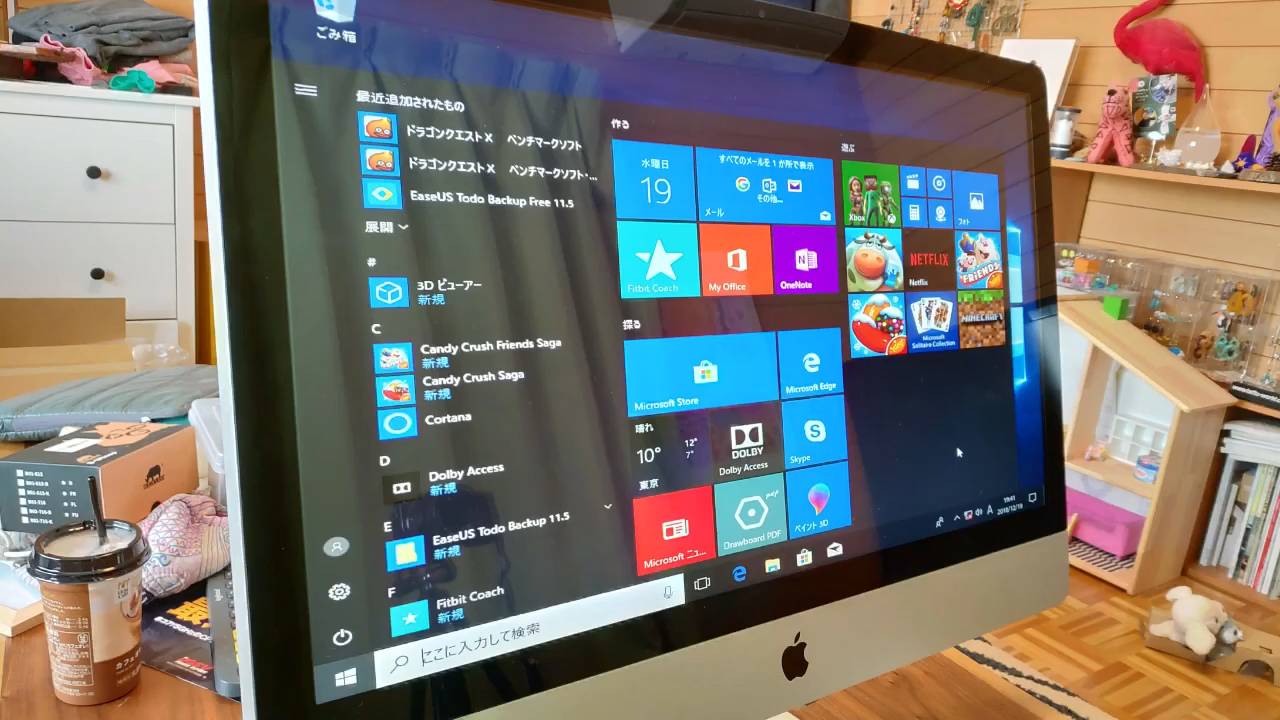 ごみ箱
最近追加されたもの
ドラゴンクエストX ベンチマークソフト
ドラゴンクエストX ベンチマークソフト・...
EaseUS Todo Backup Free 11.5
展開
#
3D ビューアー
新規
C
Candy Crush Friends Saga
新規
Candy Crush Saga
新規
Cortana
D
Dolby Access
新規
E
EaseUS Todo Backup 11.5
新規
F
Fitbit Coach
新規
ここに入力して検索
作る
水曜日
19
すべてのメールを 1 か所で表示
その他...
メール
Fitbit Coach
My Office
OneNote
探る
Microsoft Store
Microsoft Edge
晴れ
10°
12°
7°
東京
DOLBY
Dolby Access
Skype
Microsoft ニュ...
Drawboard PDF
ペイント 3D
遊ぶ
Xbox
フォト
NETFLIX
Netflix
FRIENDS
Microsoft
Solitaire Collection
MINECRAFT
A
19:41
2018/12/19